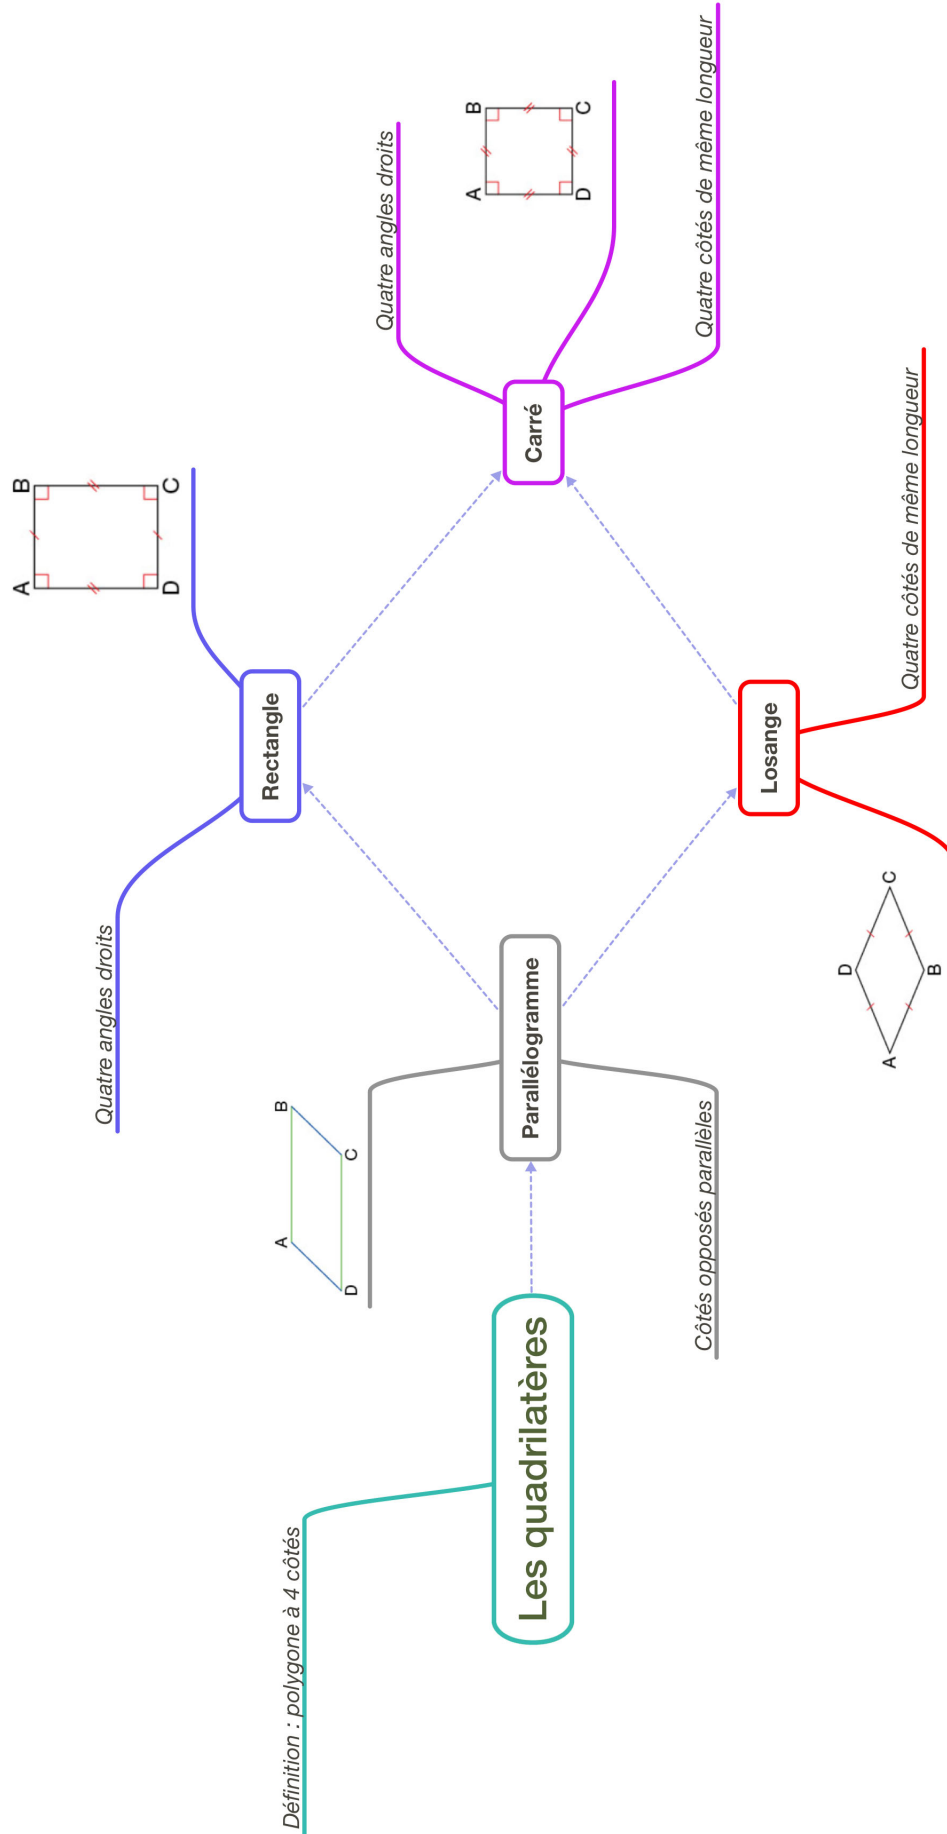 Définition : polygone à 4 côtés
Les quadrilatères
A
B
D
C
Parallélogramme
Côtés opposés parallèles
Quatre angles droits
Rectangle
A
B
D
C
Losange
D
A
C
B
Quatre côtés de même longueur
Carré
Quatre angles droits
A
B
D
C
Quatre côtés de même longueur